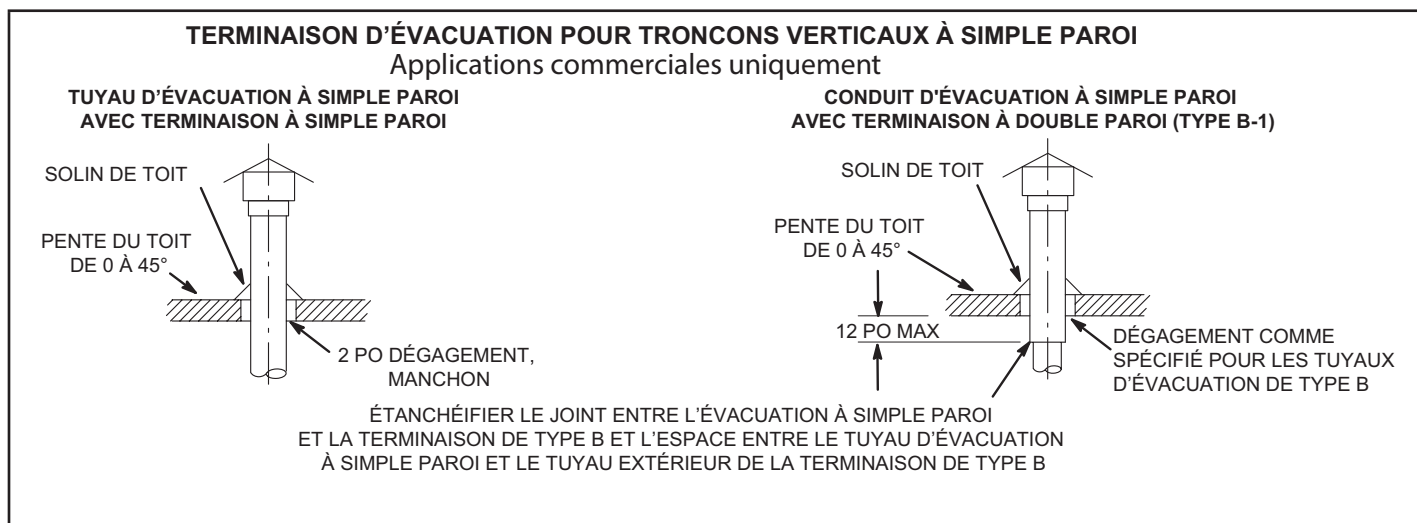 TERMINAISON D'ÉVACUATION POUR TRONCONS VERTICAUX À SIMPLE PAROI
Applications commerciales uniquement
TUYAU D'ÉVACUATION À SIMPLE PAROI
AVEC TERMINAISON À SIMPLE PAROI
SOLIN DE TOIT
PENTE DU TOIT
DE 0 À 45°
2 PO DÉGAGEMENT,
MANCHON
CONDUIT D'ÉVACUATION À SIMPLE PAROI
AVEC TERMINAISON À DOUBLE PAROI (TYPE B-1)
SOLIN DE TOIT
PENTE DU TOIT
DE 0 À 45°
12 PO MAX
DÉGAGEMENT COMME
SPÉCIFIÉ POUR LES TUYAUX
D'ÉVACUATION DE TYPE B
ÉTANCHÉIFIER LE JOINT ENTRE L'ÉVACUATION À SIMPLE PAROI
ET LA TERMINAISON DE TYPE B ET L'ESPACE ENTRE LE TUYAU D'ÉVACUATION
À SIMPLE PAROI ET LE TUYAU EXTÉRIEUR DE LA TERMINAISON DE TYPE B